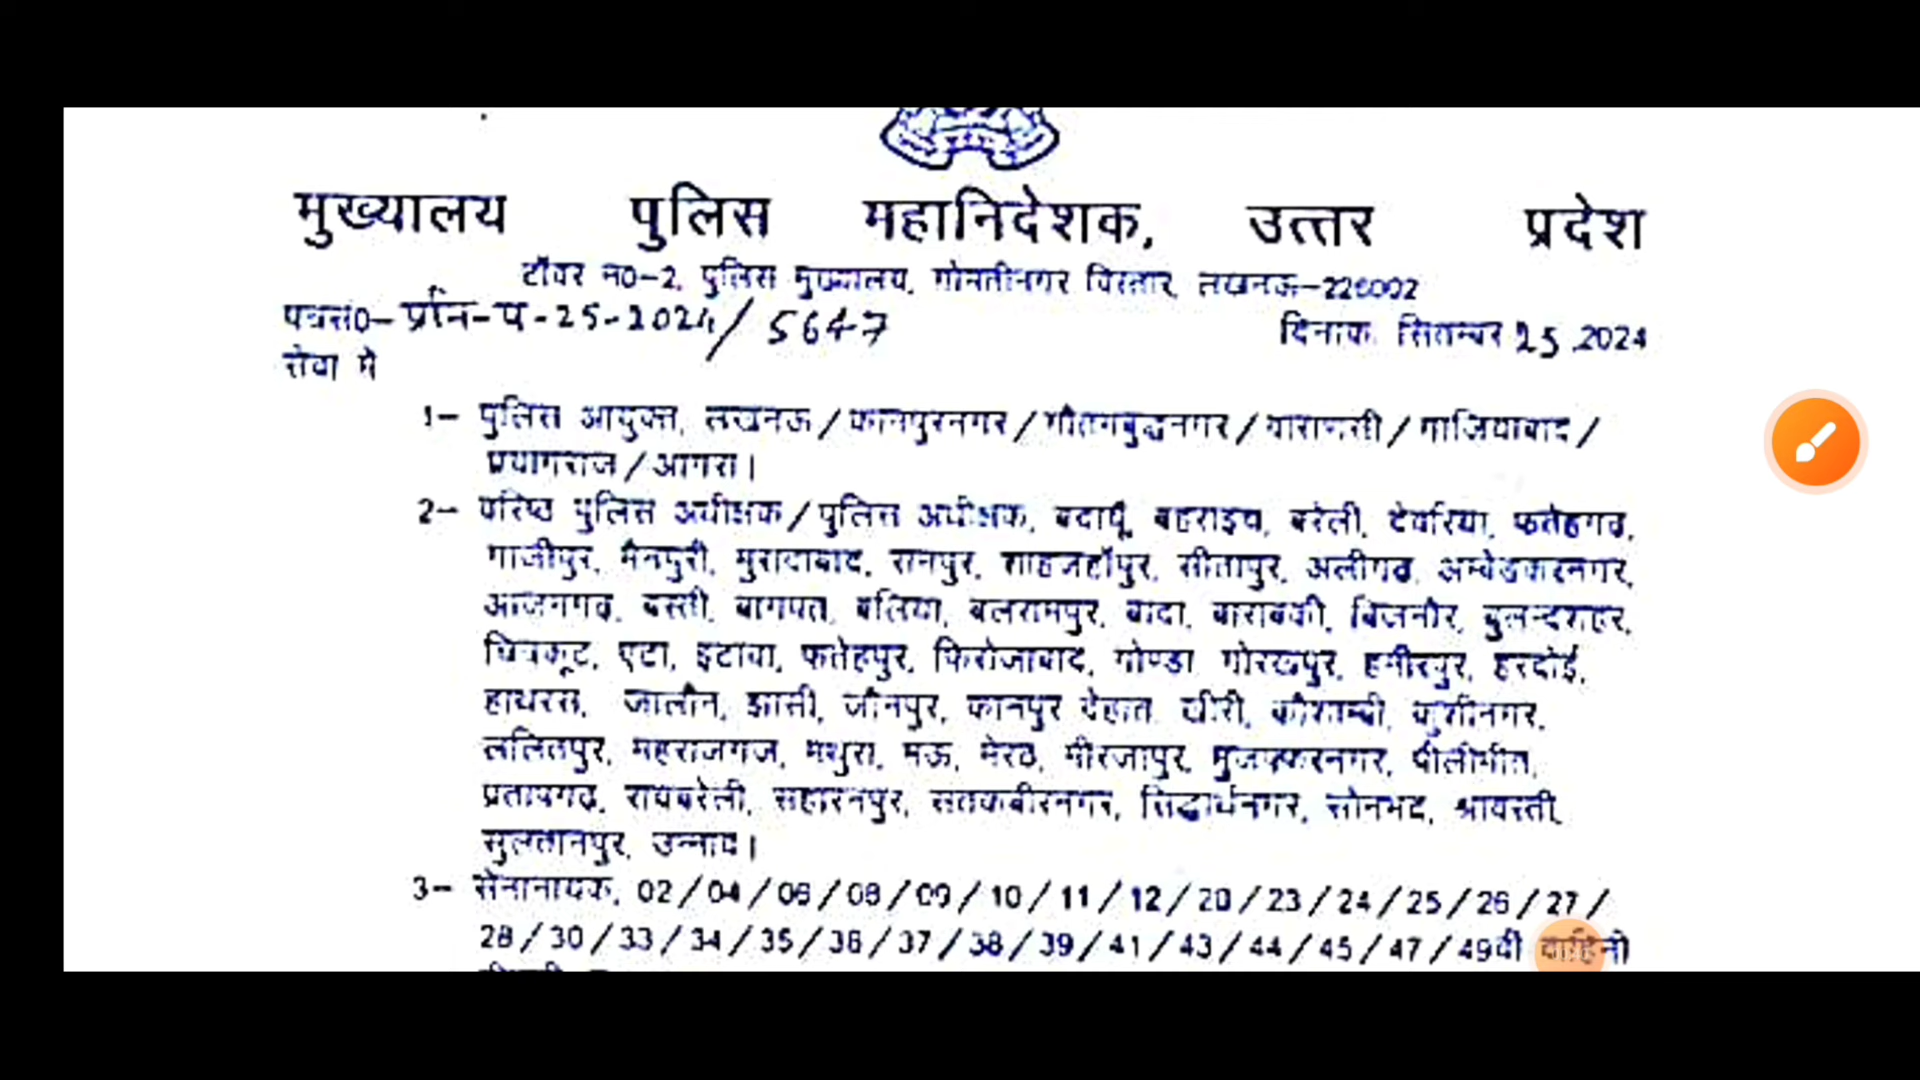 मुख्यालय पुलिस महानिदेशक, उत्तर प्रदेश
टॉवर नं0-2, पुलिस मुख्यालय, गोमतीनगर विस्तार, लखनऊ-226002
पत्रसं0- -प-25-2024/ 5647 दिनांक सितम्बर 25 ,2024
सेवा में
1- पुलिस आयुक्त, लखनऊ/कानपुरनगर/गौतमबुद्धनगर/वाराणसी/गाजियाबाद/
प्रयागराज/आगरा।
2- वरिष्ठ पुलिस अधीक्षक/पुलिस अधीक्षक, बदायूं, बहराइच, बरेली, देवरिया, फतेहगढ़,
गाजीपुर, मैनपुरी, मुरादाबाद, रामपुर, शाहजहॉपुर, सीतापुर, अलीगढ़, अम्बेडकरनगर,
आजमगढ़, बस्ती, बागपत, बलिया, बलरामपुर, बांदा, बाराबंकी, बिजनौर, बुलन्दशहर,
चित्रकूट, एटा, इटावा, फतेहपुर, फिरोजाबाद, गोण्डा, गोरखपुर, हमीरपुर, हरदोई,
हाथरस, जालौन, झांसी, जौनपुर, कानपुर देहात, खीरी, कौशाम्बी, कुशीनगर,
ललितपुर, महराजगंज, मथुरा, मऊ, मेरठ, मीरजापुर, मुजफ्फरनगर, पीलीभीत,
प्रतापगढ़, रायबरेली, सहारनपुर, संतकबीरनगर, सिद्धार्थनगर, सोनभद्र, श्रावस्ती,
सुलतानपुर, उन्नाव।
3- सेनानायक, 02/04/06/08/09/10/11/12/20/23/24/25/26/27/
28/30/33/34/35/36/37/38/39/41/43/44/45/47/49वीं वाहिनी